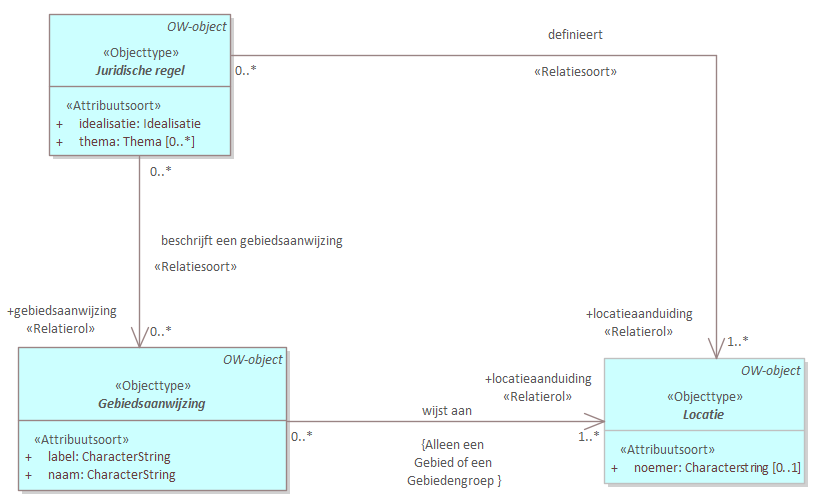 OW-object
«Objecttype»
Juridische regel
«Attribuutsoort»
+ idealisatie: Idealisatie
+ thema: Thema [0..*]
definieert
0..*
«Relatiesoort»
0..*
beschrijft een gebiedsaanwijzing
«Relatiesoort»
+gebiedsaanwijzing
«Relatierol»
0..*
+locatieaanduiding
«Relatierol»
1..*
OW-object
«Objecttype»
Gebiedsaanwijzing
«Attribuutsoort»
+ label: CharacterString
+ naam: CharacterString
+locatieaanduiding
«Relatierol»
wijst aan
0..*
1..*
{Alleen een
Gebied of een
Gebiedengroep }
OW-object
«Objecttype»
Locatie
«Attribuutsoort»
+ noemer: Characterstring [0..1]